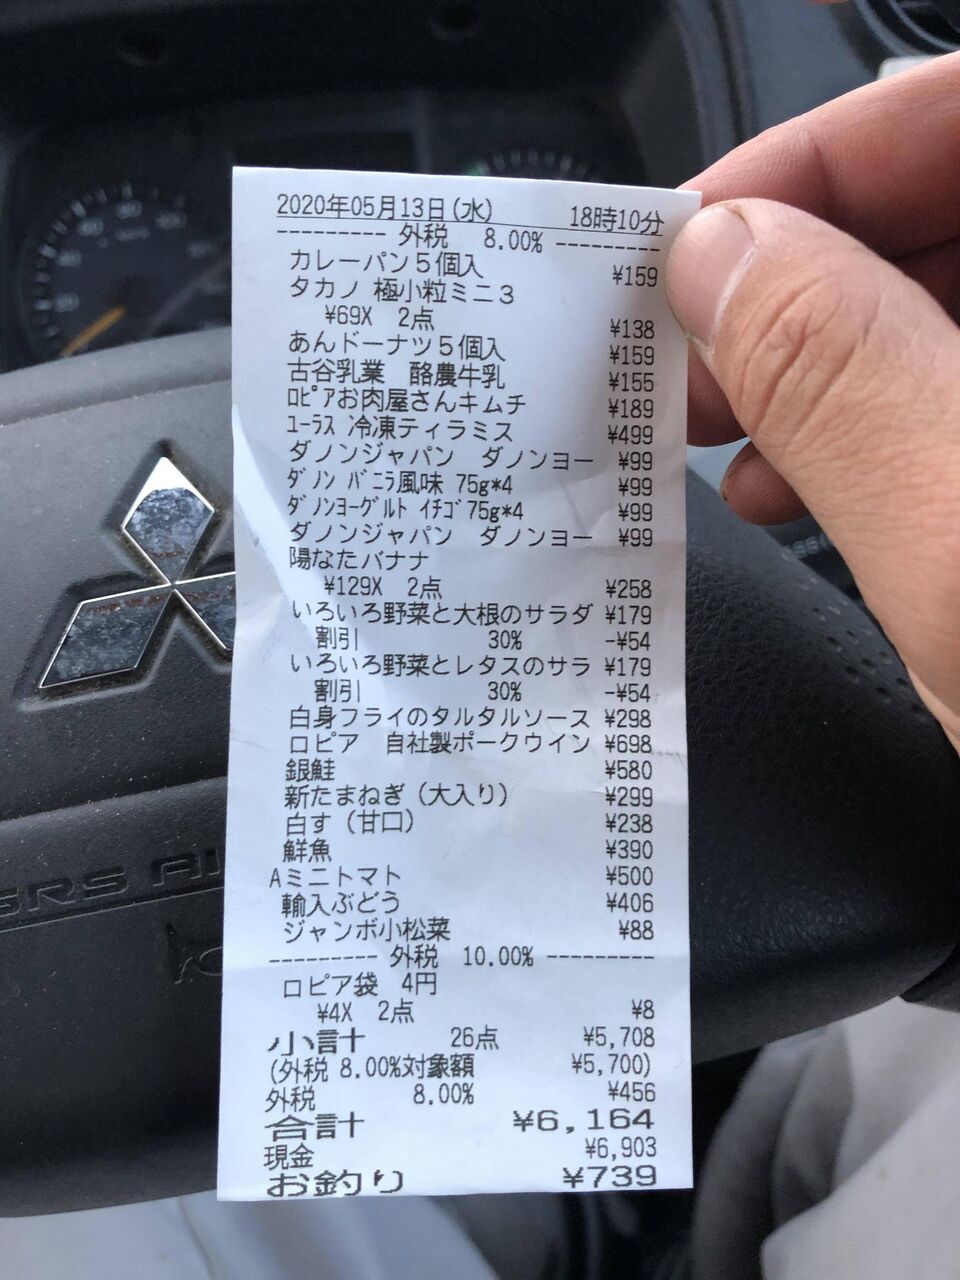 2020年05月13日(水) 18時10分
--------- 外税 8.00% ---------
カレーパン5個入 ¥159
タカノ 極小粒ミニ3
¥69X 2点 ¥138
あんドーナツ5個入 ¥159
古谷乳業 酪農牛乳 ¥155
ﾛﾋﾟｱお肉屋さんキムチ ¥189
ﾕｰﾗｽ 冷凍ティラミス ¥499
ダノンジャパン ダノンヨー ¥99
ﾀﾞﾉﾝ ﾊﾞﾆﾗ風味 75g*4 ¥99
ﾀﾞﾉﾝﾖｰｸﾞﾙﾄ ｲﾁｺﾞ75g*4 ¥99
ダノンジャパン ダノンヨー ¥99
陽なたバナナ
¥129X 2点 ¥258
いろいろ野菜と大根のサラダ ¥179
割引 30% -¥54
いろいろ野菜とレタスのサラ ¥179
割引 30% -¥54
白身フライのタルタルソース ¥298
ロピア 自社製ポークウイン ¥698
銀鮭 ¥580
新たまねぎ（大入り） ¥299
白す（甘口） ¥238
鮮魚 ¥390
Aミニトマト ¥500
輸入ぶどう ¥406
ジャンボ小松菜 ¥88
--------- 外税 10.00% ---------
ロピア袋 4円
¥4X 2点 ¥8
小計 26点 ¥5,708
(外税 8.00%対象額 ¥5,700)
外税 8.00% ¥456
合計 ¥6,164
現金 ¥6,903
お釣り ¥739
SRS